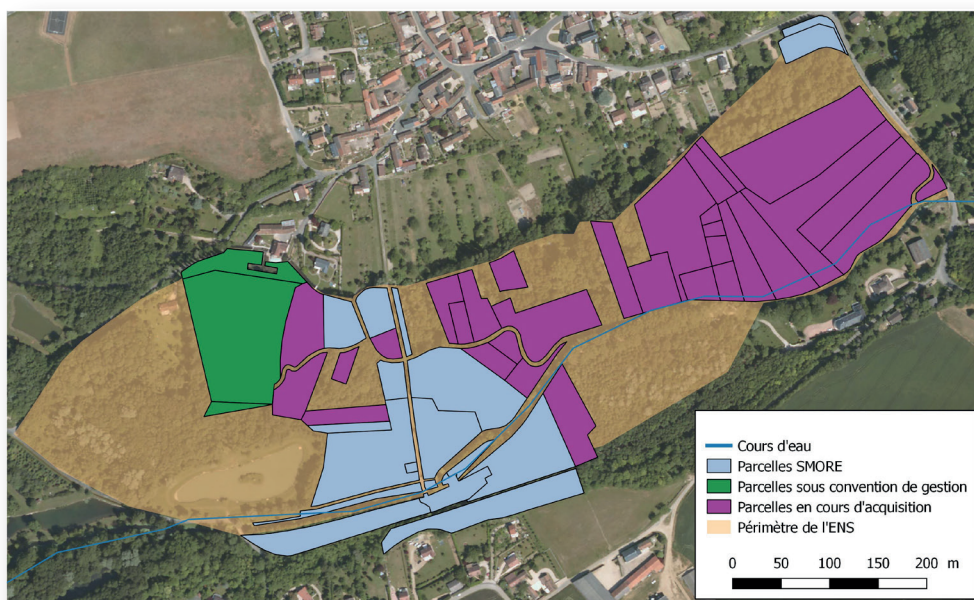 Cours d'eau
Parcelles SMORE
Parcelles sous convention de gestion
Parcelles en cours d'acquisition
Périmètre de l'ENS
0 50 100 150 200 m